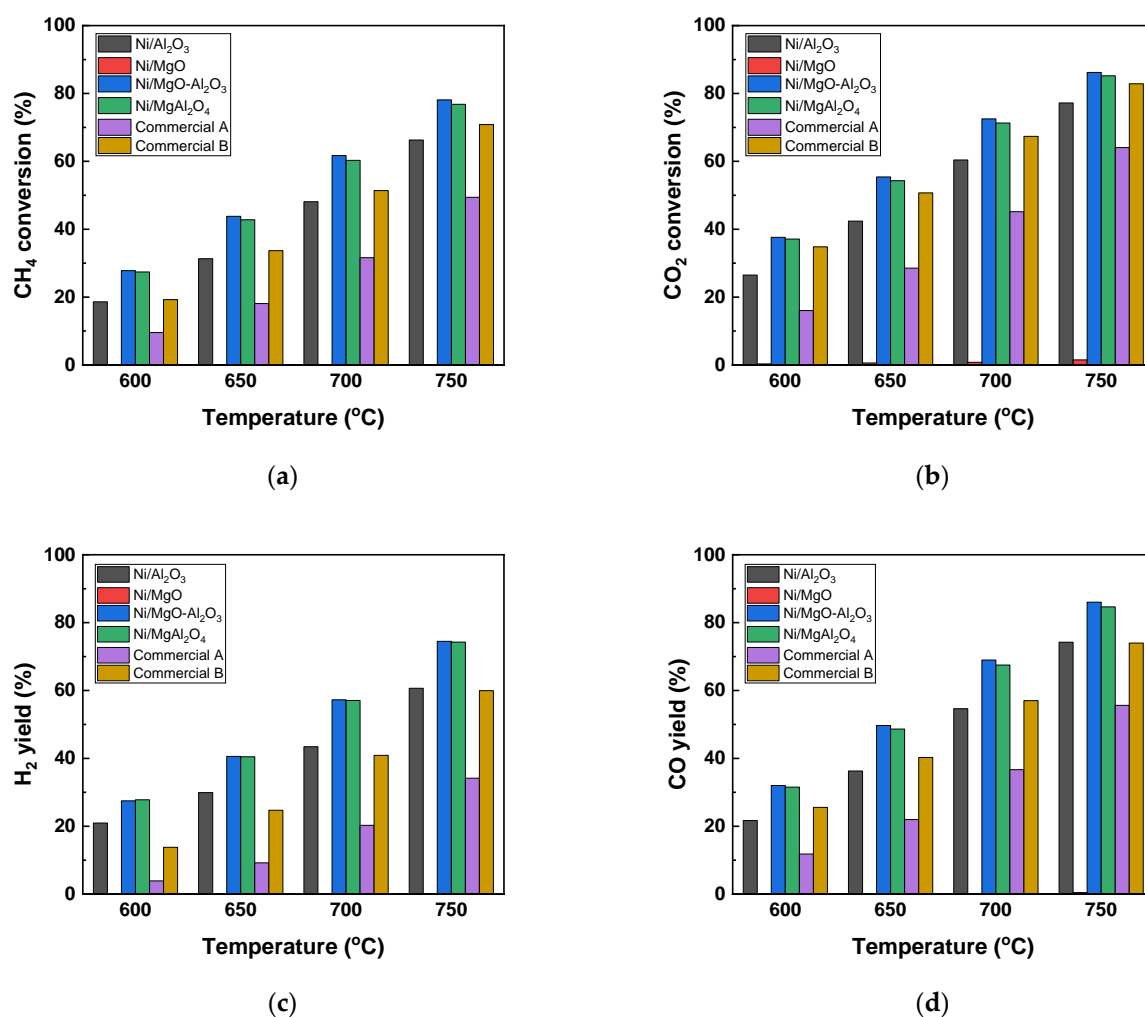 100
80
60
40
20
0
CH₄ conversion (%)
Ni/Al₂O₃
Ni/MgO
Ni/MgO-Al₂O₃
Ni/MgAl₂O₄
Commercial A
Commercial B
600 650 700 750
Temperature (°C)
(a)
100
80
60
40
20
0
CO₂ conversion (%)
Ni/Al₂O₃
Ni/MgO
Ni/MgO-Al₂O₃
Ni/MgAl₂O₄
Commercial A
Commercial B
600 650 700 750
Temperature (°C)
(b)
100
80
60
40
20
0
H₂ yield (%)
Ni/Al₂O₃
Ni/MgO
Ni/MgO-Al₂O₃
Ni/MgAl₂O₄
Commercial A
Commercial B
600 650 700 750
Temperature (°C)
(c)
100
80
60
40
20
0
CO yield (%)
Ni/Al₂O₃
Ni/MgO
Ni/MgO-Al₂O₃
Ni/MgAl₂O₄
Commercial A
Commercial B
600 650 700 750
Temperature (°C)
(d)